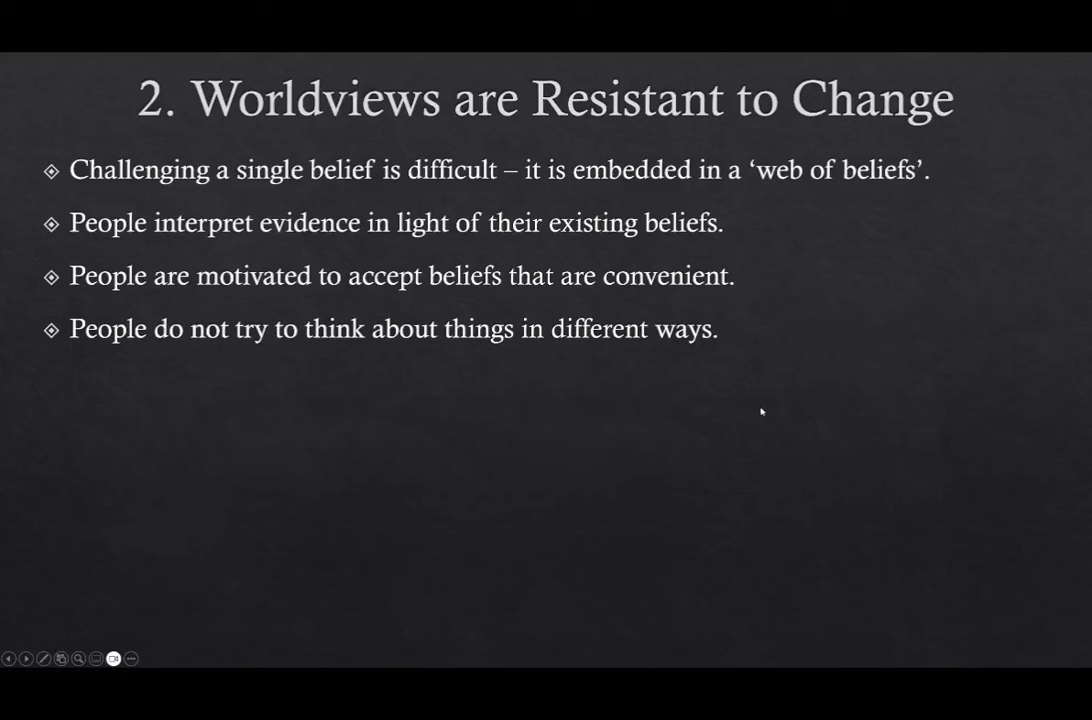 2. Worldviews are Resistant to Change
Challenging a single belief is difficult – it is embedded in a ‘web of beliefs’.
People interpret evidence in light of their existing beliefs.
People are motivated to accept beliefs that are convenient.
People do not try to think about things in different ways.